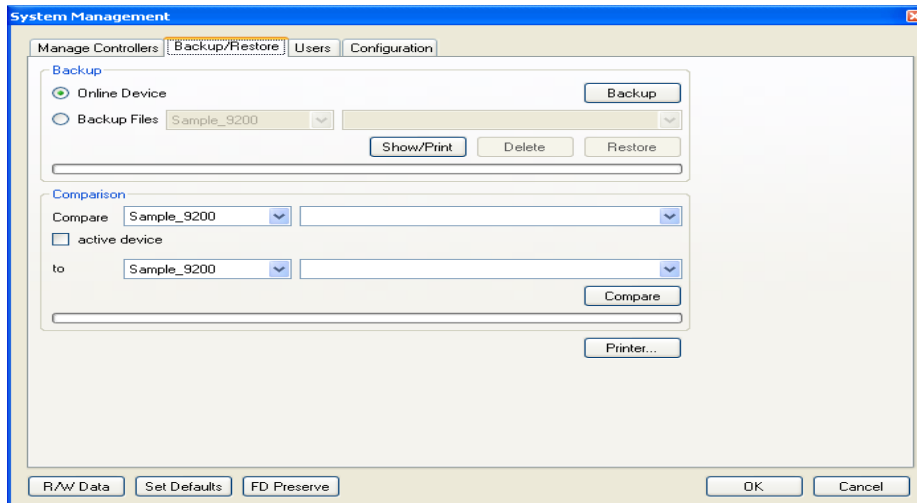 System Management
Manage Controllers Backup/Restore Users Configuration
Backup
Online Device Backup
Backup Files Sample_9200
Show/Print Delete Restore
Comparison
Compare Sample_9200
active device
to Sample_9200
Compare
Printer...
R/W Data Set Defaults FD Preserve OK Cancel